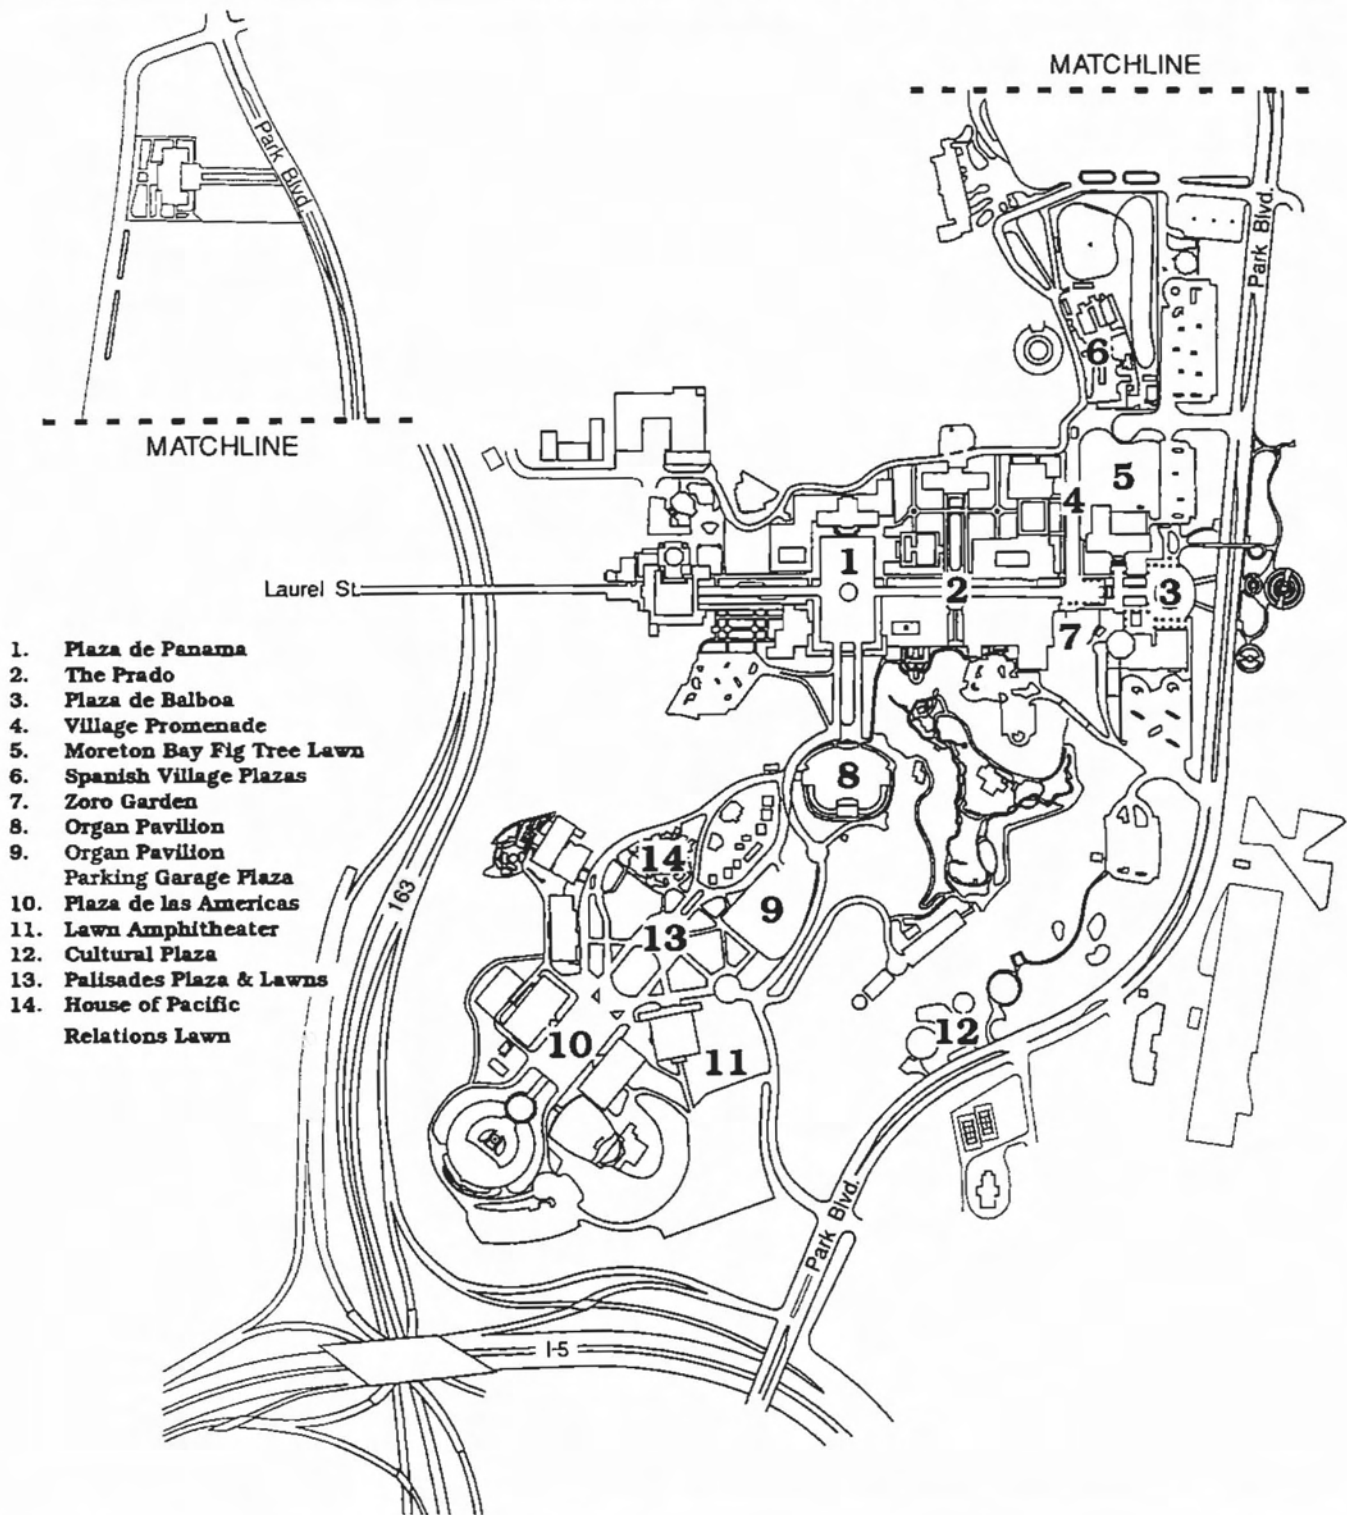 MATCHLINE
Park Blvd.
Park Blvd.
MATCHLINE
6
5
4
1
Laurel St.
2
3
7
1. Plaza de Panama
2. The Prado
3. Plaza de Balboa
4. Village Promenade
5. Moreton Bay Fig Tree Lawn
6. Spanish Village Plazas
7. Zoro Garden
8. Organ Pavilion
9. Organ Pavilion
Parking Garage Plaza
10. Plaza de las Americas
11. Lawn Amphitheater
12. Cultural Plaza
13. Palisades Plaza & Lawns
14. House of Pacific
Relations Lawn
8
14
163
9
13
12
10
11
Park Blvd.
I-5